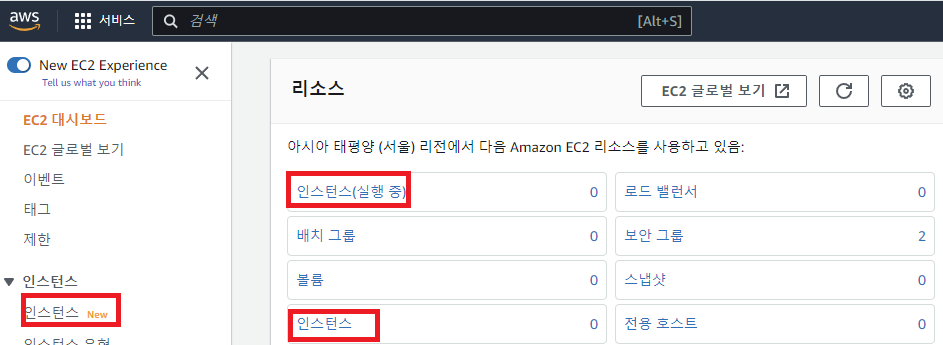 aws 서비스 검색 [Alt+S]
New EC2 Experience
Tell us what you think
EC2 대시보드
EC2 글로벌 보기
이벤트
태그
제한
인스턴스
인스턴스 New
인스턴스 유형
리소스 EC2 글로벌 보기
아시아 태평양 (서울) 리전에서 다음 Amazon EC2 리소스를 사용하고 있음:
인스턴스(실행 중) 0 로드 밸런서 0
배치 그룹 0 보안 그룹 2
볼륨 0 스냅샷 0
인스턴스 0 전용 호스트 0